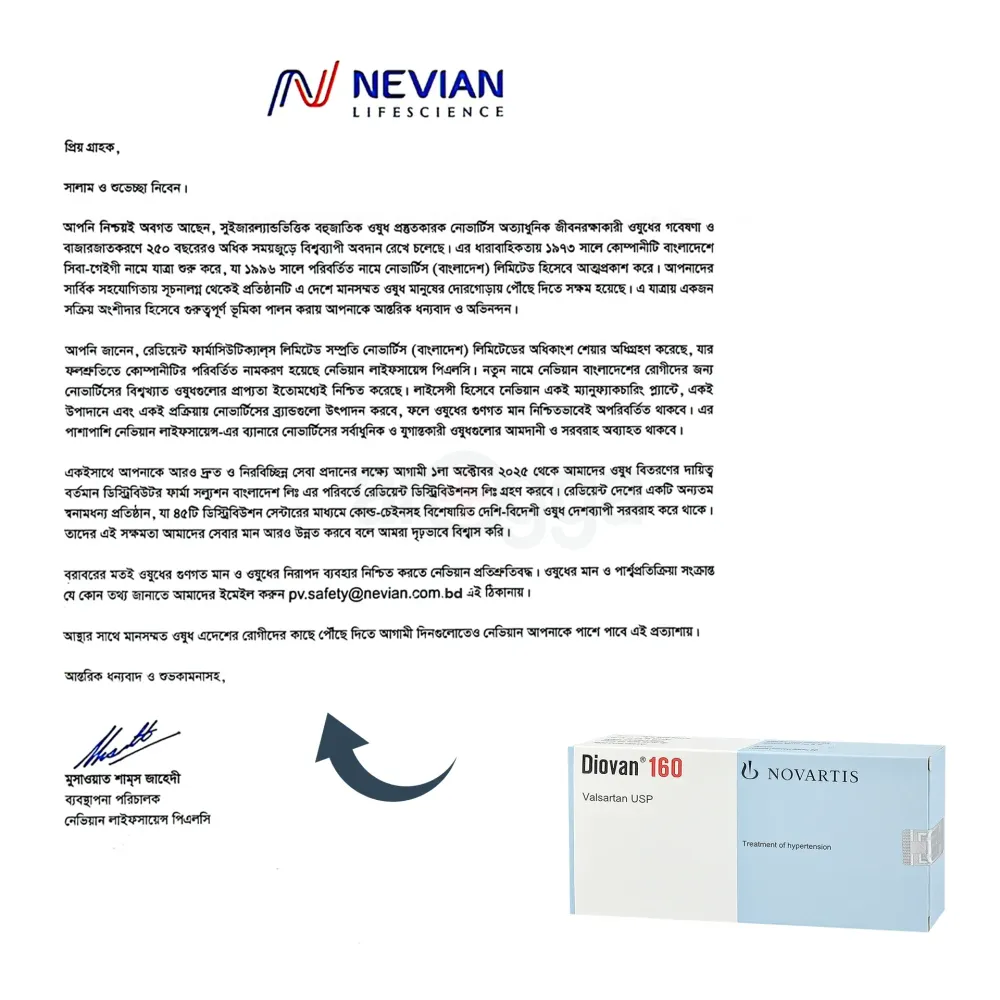 NEVIAN
LIFESCIENCE
প্রিয় গ্রাহক,
সালাম ও শুভেচ্ছা নিবেন।
আপনি নিশ্চয়ই অবগত আছেন, সুইজারল্যান্ডভিত্তিক বহুজাতিক ওষুধ প্রস্তুতকারক নোভার্টিস অত্যাধুনিক জীবনরক্ষাকারী ওষুধের গবেষণা ও
বাজারজাতকরণে ২৫০ বছরেরও অধিক সময়জুড়ে বিশ্বব্যাপী অবদান রেখে চলেছে। এর ধারাবাহিকতায় ১৯৭৩ সালে কোম্পানীটি বাংলাদেশে
সিবা-গেইগী নামে যাত্রা শুরু করে, যা ১৯৯৬ সালে পরিবর্তিত নামে নোভার্টিস (বাংলাদেশ) লিমিটেড হিসেবে আত্মপ্রকাশ করে। আপনাদের
সার্বিক সহযোগিতায় সূচনালগ্ন থেকেই প্রতিষ্ঠানটি এ দেশে মানসম্মত ওষুধ মানুষের দোরগোড়ায় পৌঁছে দিতে সক্ষম হয়েছে। এ যাত্রায় একজন
সক্রিয় অংশীদার হিসেবে গুরুত্বপূর্ণ ভূমিকা পালন করায় আপনাকে আন্তরিক ধন্যবাদ ও অভিনন্দন।
আপনি জানেন, রেডিয়েন্ট ফার্মাসিউটিক্যাল্‌স লিমিটেড সম্প্রতি নোভার্টিস (বাংলাদেশ) লিমিটেডের অধিকাংশ শেয়ার অধিগ্রহণ করেছে, যার
ফলশ্রুতিতে কোম্পানীটির পরিবর্তিত নামকরণ হয়েছে নেভিয়ান লাইফসায়েন্স পিএলসি। নতুন নামে নেভিয়ান বাংলাদেশের রোগীদের জন্য
নোভার্টিসের বিশ্বখ্যাত ওষুধগুলোর প্রাপ্যতা ইতোমধ্যেই নিশ্চিত করেছে। লাইসেন্সী হিসেবে নেভিয়ান একই ম্যানুফ্যাকচারিং প্ল্যান্টে, একই
উপাদানে এবং একই প্রক্রিয়ায় নোভার্টিসের ব্র্যান্ডগুলো উৎপাদন করবে, ফলে ওষুধের গুণগত মান নিশ্চিতভাবেই অপরিবর্তিত থাকবে। এর
পাশাপাশি নেভিয়ান লাইফসায়েন্স-এর ব্যানারে নোভার্টিসের সর্বাধুনিক ও যুগান্তকারী ওষুধগুলোর আমদানী ও সরবরাহ অব্যাহত থাকবে।
একইসাথে আপনাকে আরও দ্রুত ও নিরবিচ্ছিন্ন সেবা প্রদানের লক্ষ্যে আগামী ১লা অক্টোবর ২০২৫ থেকে আমাদের ওষুধ বিতরণের দায়িত্ব
বর্তমান ডিস্ট্রিবিউটর ফার্মা সল্যুশন বাংলাদেশ লিঃ এর পরিবর্তে রেডিয়েন্ট ডিস্ট্রিবিউশনস লিঃ গ্রহণ করবে। রেডিয়েন্ট দেশের একটি অন্যতম
স্বনামধন্য প্রতিষ্ঠান, যা ৪৫টি ডিস্ট্রিবিউশন সেন্টারের মাধ্যমে কোল্ড-চেইনসহ বিশেষায়িত দেশি-বিদেশী ওষুধ দেশব্যাপী সরবরাহ করে থাকে।
তাদের এই সক্ষমতা আমাদের সেবার মান আরও উন্নত করবে বলে আমরা দৃঢ়ভাবে বিশ্বাস করি।
বরাবরের মতই ওষুধের গুণগত মান ও ওষুধের নিরাপদ ব্যবহার নিশ্চিত করতে নেভিয়ান প্রতিশ্রুতিবদ্ধ। ওষুধের মান ও পার্শ্বপ্রতিক্রিয়া সংক্রান্ত
যে কোন তথ্য জানাতে আমাদের ইমেইল করুন pv.safety@nevian.com.bd এই ঠিকানায়।
আস্থার সাথে মানসম্মত ওষুধ এদেশের রোগীদের কাছে পৌঁছে দিতে আগামী দিনগুলোতেও নেভিয়ান আপনাকে পাশে পাবে এই প্রত্যাশায়।
আন্তরিক ধন্যবাদ ও শুভকামনাসহ,
মুসাওয়াত শাম্‌স জাহেদী
ব্যবস্থাপনা পরিচালক
নেভিয়ান লাইফসায়েন্স পিএলসি
Diovan® 160
Valsartan USP
NOVARTIS
Treatment of hypertension